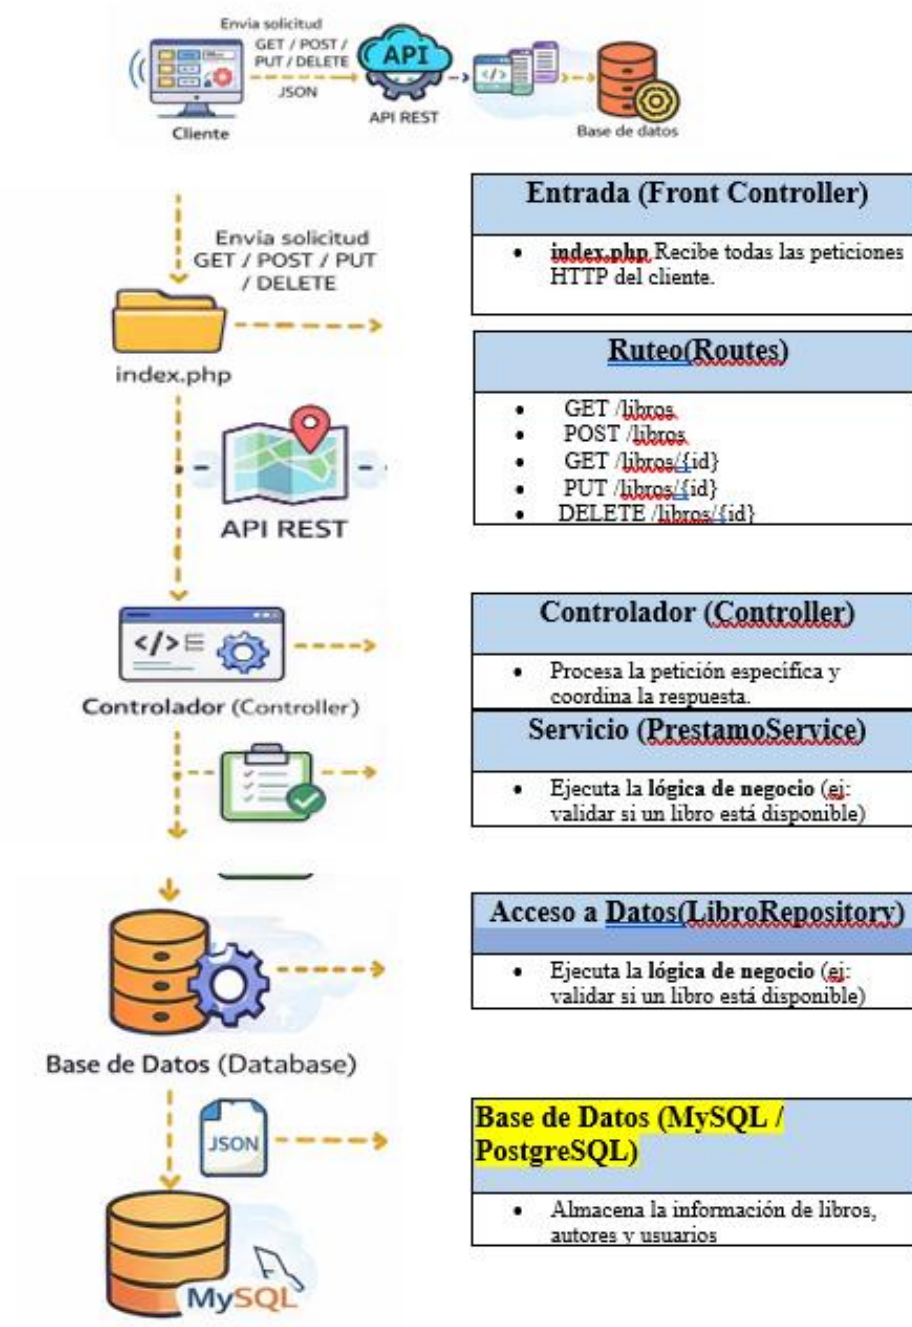 Envia solicitud
GET / POST /
PUT / DELETE
JSON
Cliente
API
API REST
</>
Base de datos
Envia solicitud
GET / POST / PUT
/ DELETE
index.php
Entrada (Front Controller)
• index.php Recibe todas las peticiones
HTTP del cliente.
API REST
Ruteo(Routes)
• GET /libros
• POST /libros
• GET /libros/{id}
• PUT /libros/{id}
• DELETE /libros/{id}
</>
Controlador (Controller)
Controlador (Controller)
• Procesa la petición específica y
coordina la respuesta.
Servicio (PrestamoService)
• Ejecuta la lógica de negocio (ej:
validar si un libro está disponible)
Base de Datos (Database)
Acceso a Datos(LibroRepository)
• Ejecuta la lógica de negocio (ej:
validar si un libro está disponible)
JSON
MySQL
Base de Datos (MySQL /
PostgreSQL)
• Almacena la información de libros,
autores y usuarios